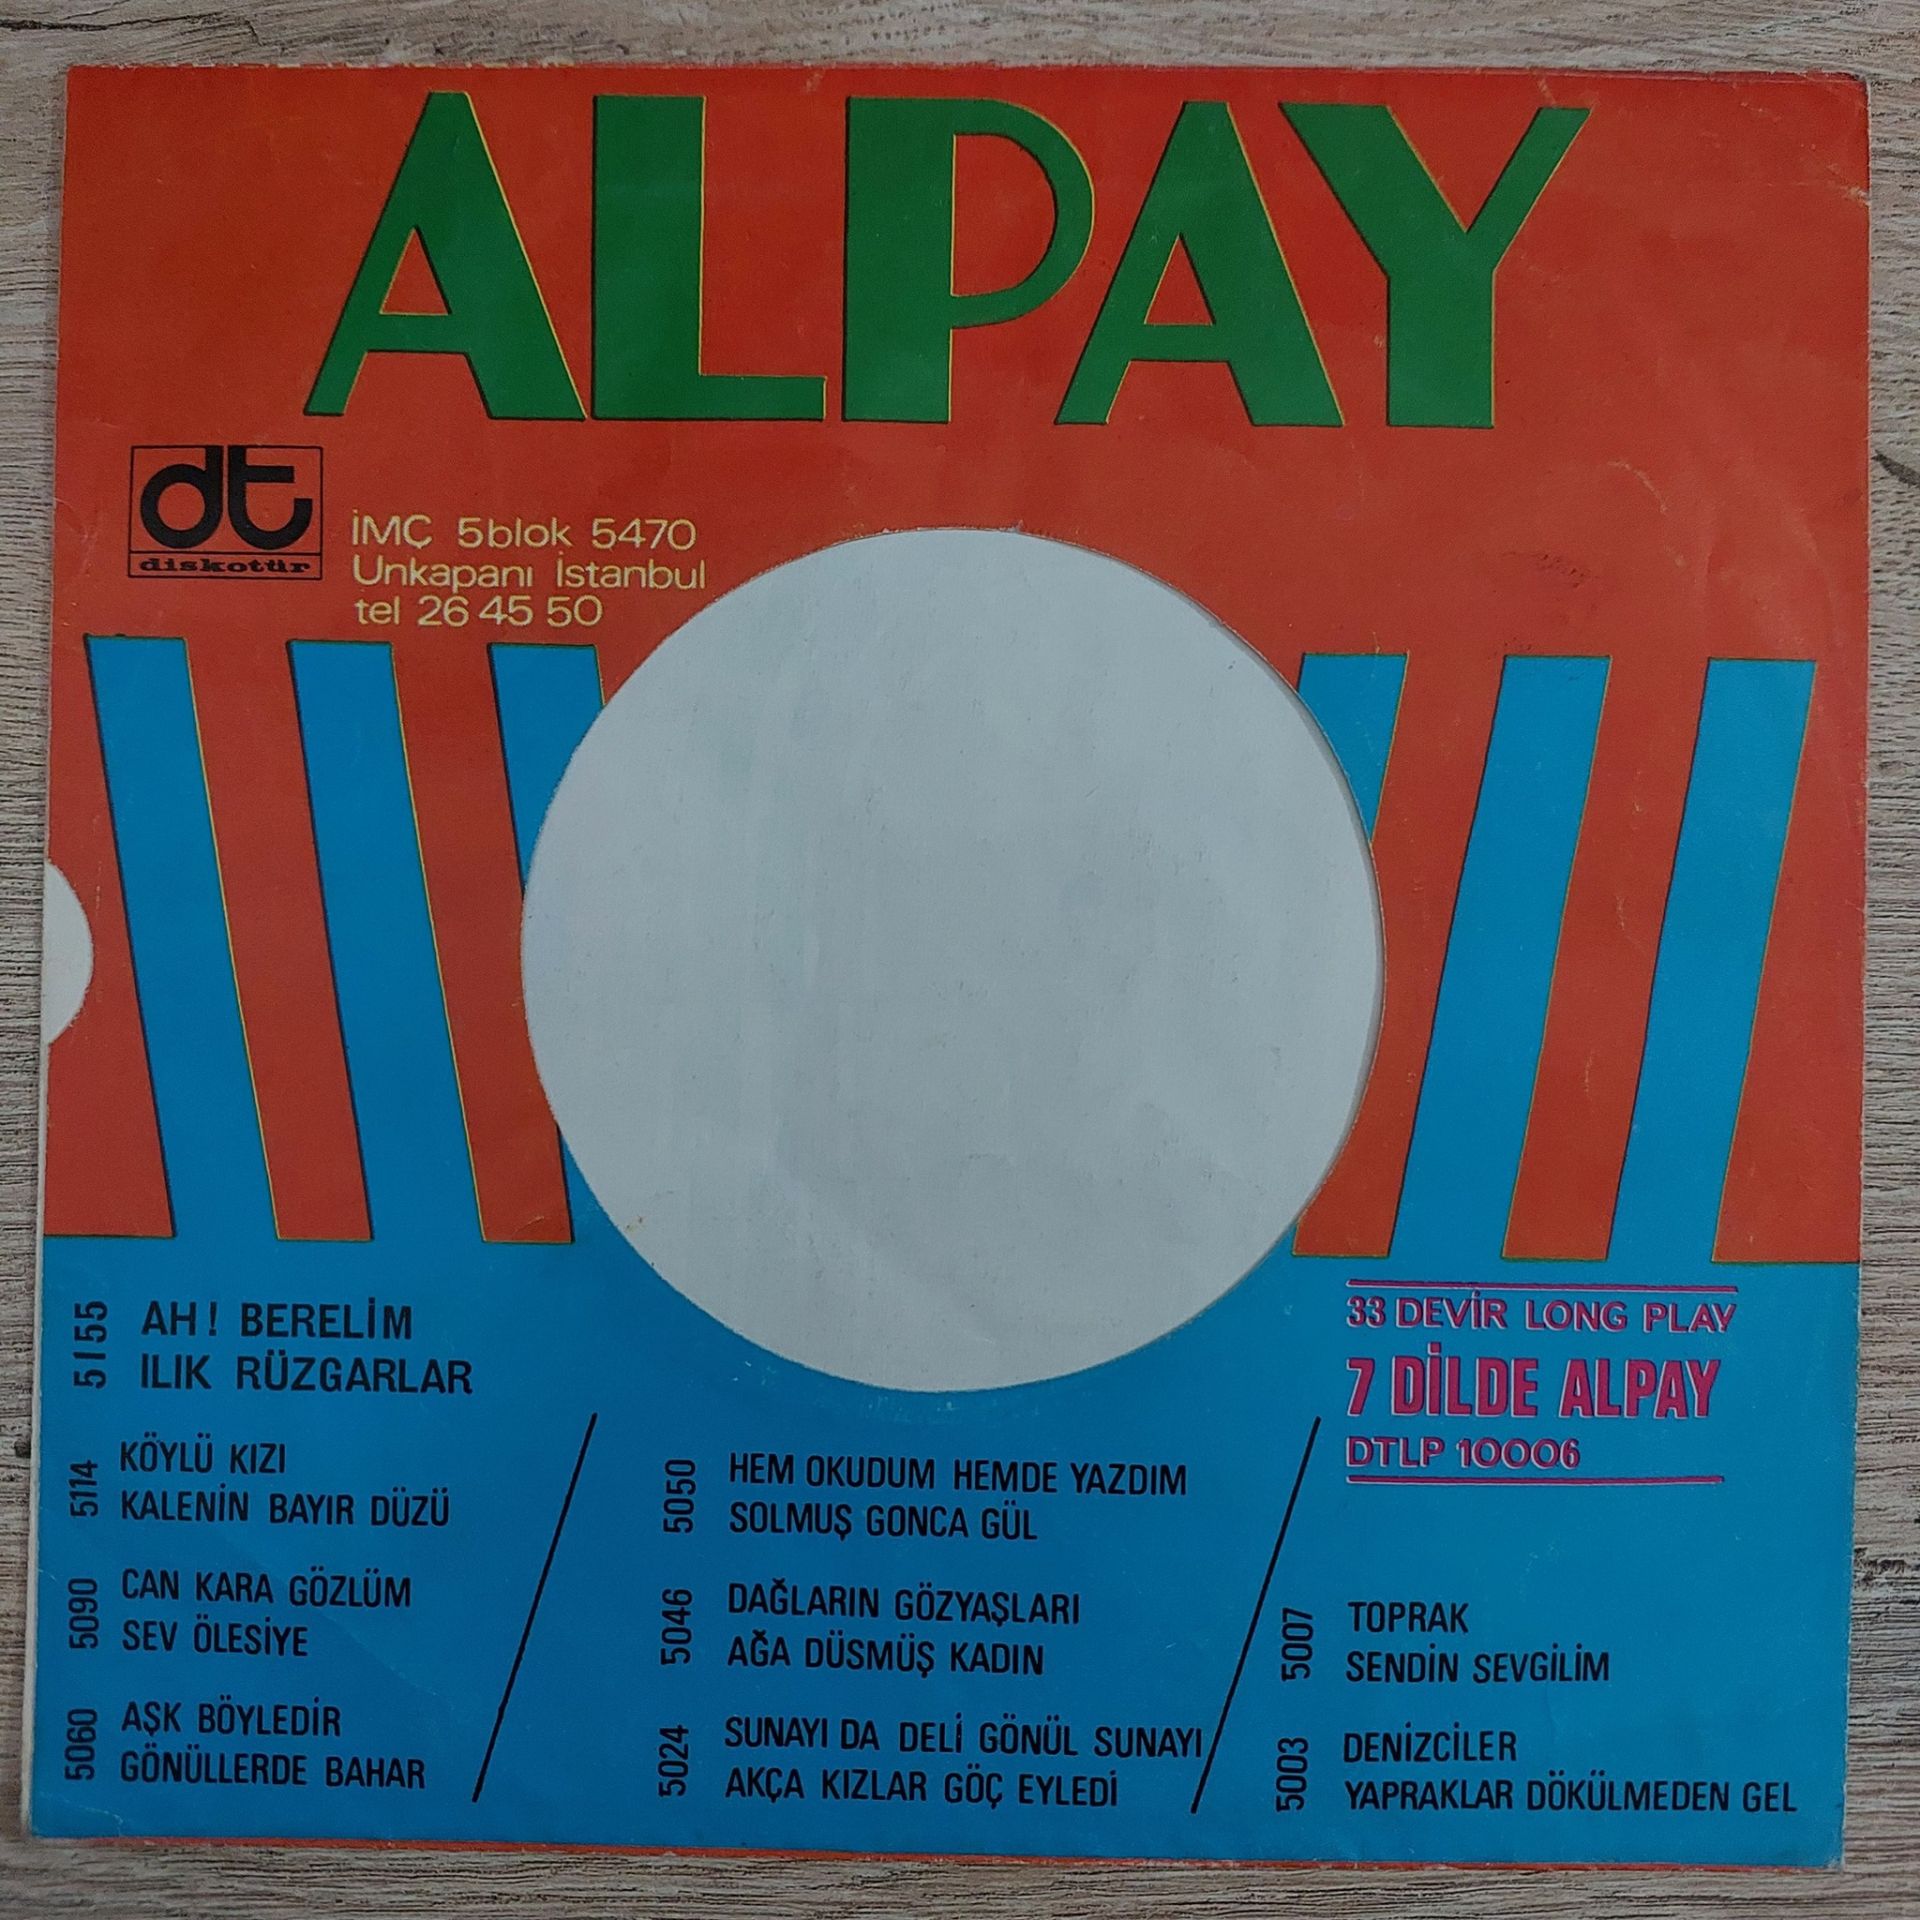 ALPAY
dt
diskotür
İMÇ 5blok 5470
Unkapanı İstanbul
tel 26 45 50
5155
AH! BERELİM
ILIK RÜZGARLAR
5114
KÖYLÜ KIZI
KALENİN BAYIR DÜZÜ
5090
CAN KARA GÖZLÜM
SEV ÖLESİYE
5060
AŞK BÖYLEDİR
GÖNÜLLERDE BAHAR
5050
HEM OKUDUM HEMDE YAZDIM
SOLMUŞ GONCA GÜL
5046
DAĞLARIN GÖZYAŞLARI
AĞA DÜSMÜŞ KADIN
5024
SUNAYI DA DELİ GÖNÜL SUNAYI
AKÇA KIZLAR GÖÇ EYLEDİ
33 DEVİR LONG PLAY
7 DİLDE ALPAY
DTLP 10006
5007
TOPRAK
SENDİN SEVGİLİM
5003
DENİZCİLER
YAPRAKLAR DÖKÜLMEDEN GEL